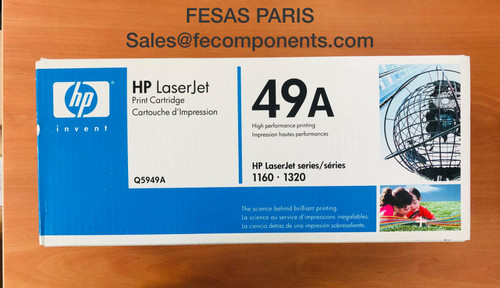 FESAS PARIS
Sales@fecomponents.com
hp
invent
HP LaserJet
Print Cartridge
Cartouche d'Impression
Q5949A
49A
High performance printing
Impression hautes performances
HP LaserJet series/séries
1160 · 1320
The science behind brilliant printing.
La science au service d'impressions inégalables.
La ciencia detras de una impresión sobresaliente.